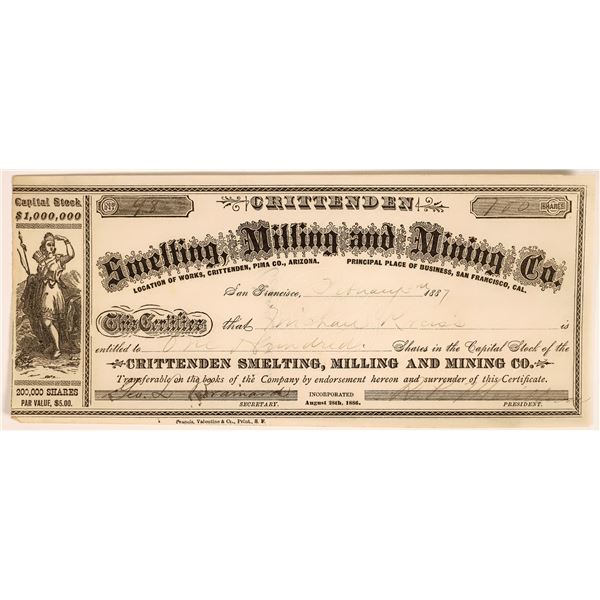 Capital Stock
$1,000,000
No. 98
CRITTENDEN
100 SHARES
Smelting, Milling and Mining Co.
LOCATION OF WORKS, CRITTENDEN, PIMA CO., ARIZONA. PRINCIPAL PLACE OF BUSINESS, SAN FRANCISCO, CAL.
San Francisco, February 1887
This Certifies that is
entitled to One Hundred Shares in the Capital Stock of the
CRITTENDEN SMELTING, MILLING AND MINING CO.
Transferable on the books of the Company by endorsement hereon and surrender of this Certificate.
Geo. L.
INCORPORATED
August 28th, 1886.
SECRETARY.
PRESIDENT.
200,000 SHARES
PAR VALUE, $5.00.
Francis, Valentine & Co., Print., S. F.